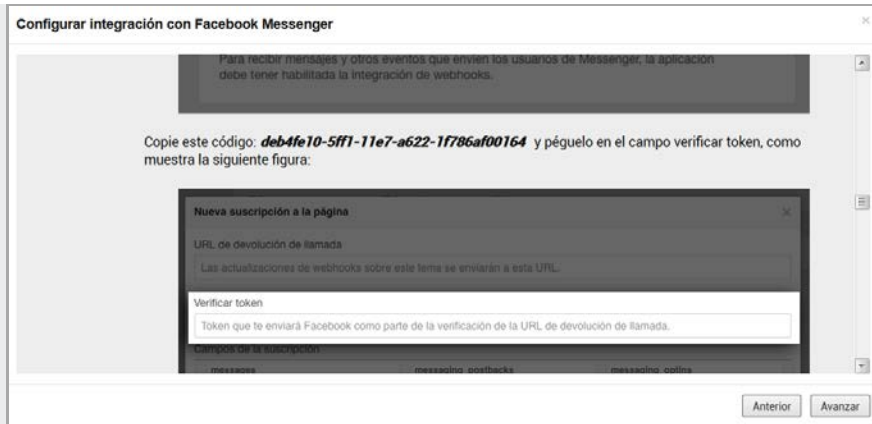 Configurar integración con Facebook Messenger
Para recibir mensajes y otros eventos que envíen los usuarios de Messenger, la aplicación
debe tener habilitada la integración de webhooks.
Copie este código: deb4fe10-5ff1-11e7-a622-1f786af00164 y péguelo en el campo verificar token, como
muestra la siguiente figura:
Nueva suscripción a la página
URL de devolución de llamada
Las actualizaciones de webhooks sobre este tema se enviarán a esta URL.
Verificar token
Token que te enviará Facebook como parte de la verificación de la URL de devolución de llamada.
Campos de la suscripción
messages messaging_postbacks messaging_optins
Anterior Avanzar